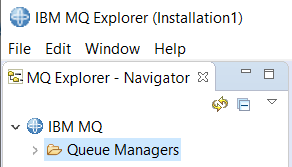 IBM MQ Explorer (Installation1)
File Edit Window Help
MQ Explorer - Navigator
IBM MQ
Queue Managers